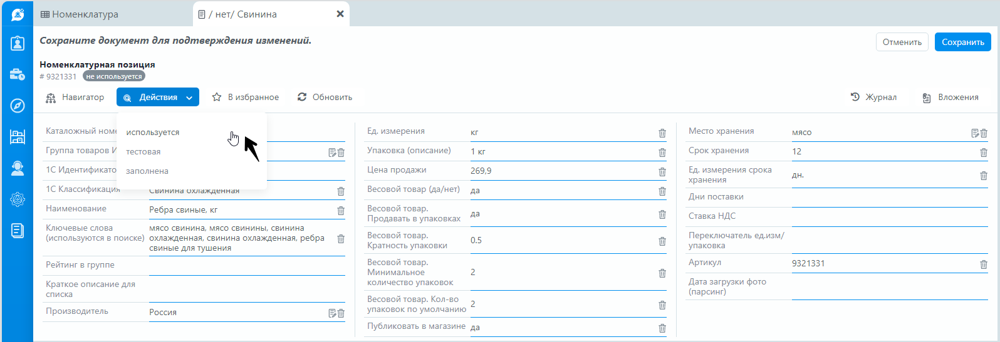 Номенклатура
/ нет/ Свинина
Сохраните документ для подтверждения изменений.
Отменить
Сохранить
Номенклатурная позиция
# 9321331 не используется
Навигатор
Действия
В избранное
Обновить
Журнал
Вложения
используется
тестовая
заполнена
Каталожный номе
Группа товаров И
1С Идентификато
1С Классификация
Свинина охлажденная
Наименование
Ребра свиные, кг
Ключевые слова
(используются в поиске)
мясо свинина, мясо свинины, свинина
охлажденная, свинина охлажденная, ребра
свиные для тушения
Рейтинг в группе
Краткое описание для
списка
Производитель
Россия
Ед. измерения
кг
Упаковка (описание)
1 кг
Цена продажи
269,9
Весовой товар (да/нет)
да
Весовой товар.
Продавать в упаковках
да
Весовой товар.
Кратность упаковки
0.5
Весовой товар.
Минимальное
количество упаковок
2
Весовой товар. Кол-во
упаковок по умолчанию
2
Публиковать в магазине
да
Место хранения
мясо
Срок хранения
12
Ед. измерения срока
хранения
дн.
Дни поставки
Ставка НДС
Переключатель ед.изм/
упаковка
Артикул
9321331
Дата загрузки фото
(парсинг)